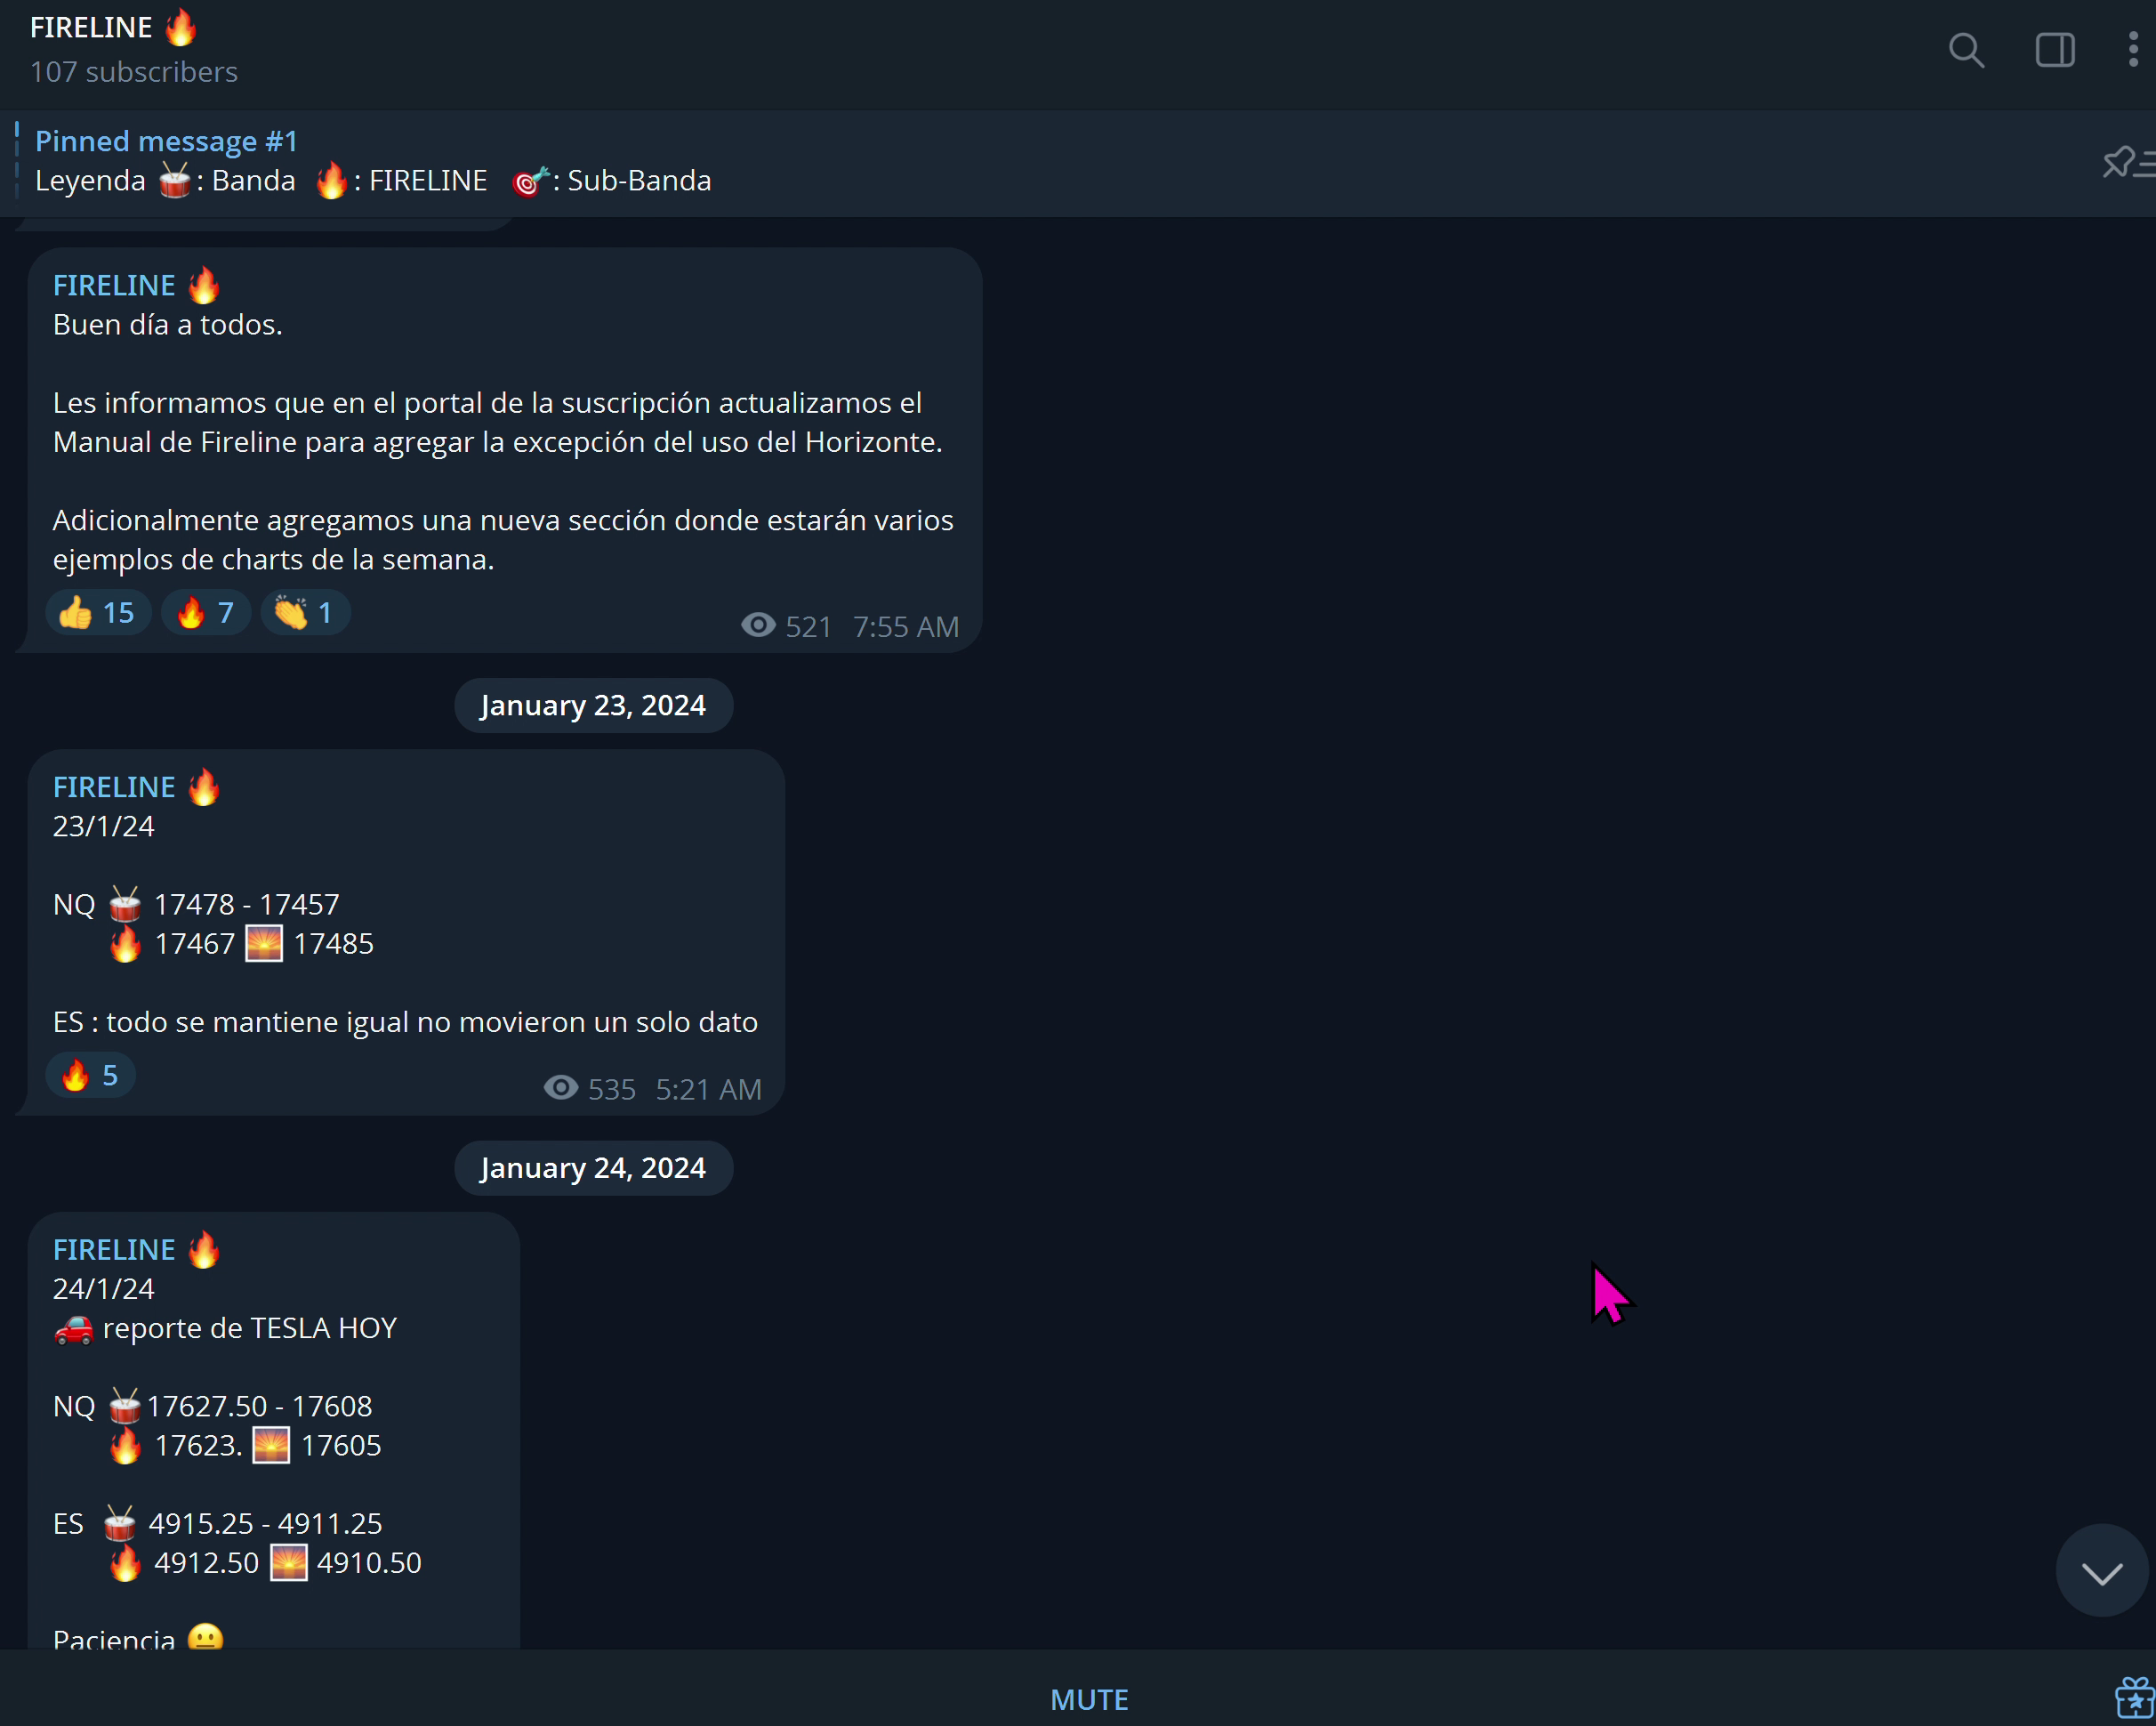 FIRELINE 🔥
107 subscribers
Pinned message #1
Leyenda 🥁: Banda 🔥: FIRELINE 🎯: Sub-Banda
FIRELINE 🔥
Buen día a todos.
Les informamos que en el portal de la suscripción actualizamos el
Manual de Fireline para agregar la excepción del uso del Horizonte.
Adicionalmente agregamos una nueva sección donde estarán varios
ejemplos de charts de la semana.
👍 15 🔥 7 👏 1 521 7:55 AM
January 23, 2024
FIRELINE 🔥
23/1/24
NQ 🥁 17478 - 17457
🔥 17467 🌅 17485
ES : todo se mantiene igual no movieron un solo dato
🔥 5 535 5:21 AM
January 24, 2024
FIRELINE 🔥
24/1/24
🚗 reporte de TESLA HOY
NQ 🥁17627.50 - 17608
🔥 17623. 🌅 17605
ES 🥁 4915.25 - 4911.25
🔥 4912.50 🌅 4910.50
Paciencia 😐
MUTE